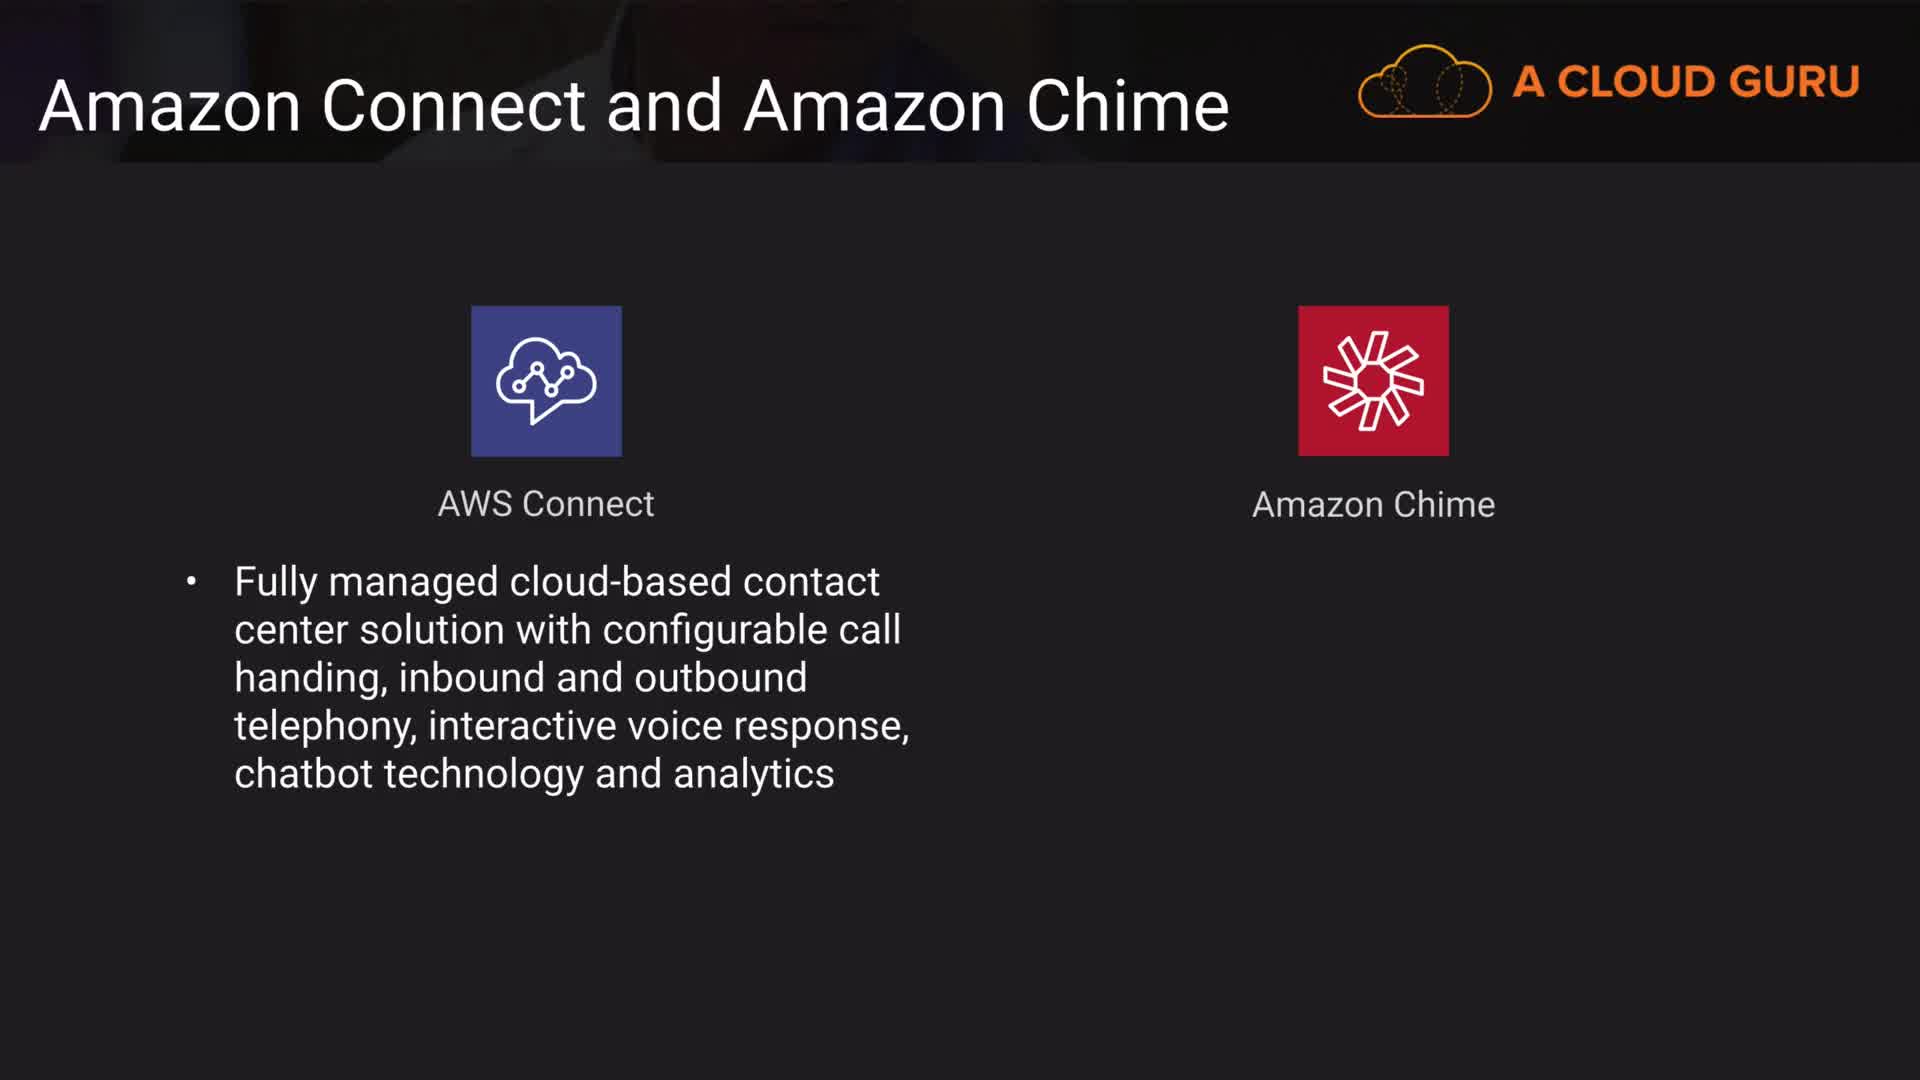 Amazon Connect and Amazon Chime
A CLOUD GURU
AWS Connect
Amazon Chime
• Fully managed cloud-based contact
center solution with configurable call
handing, inbound and outbound
telephony, interactive voice response,
chatbot technology and analytics